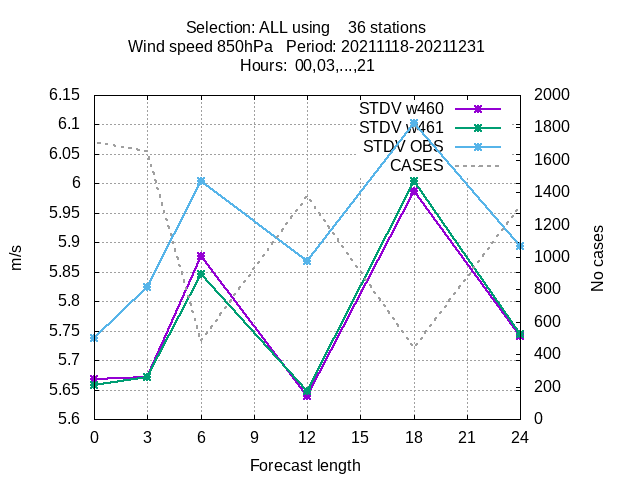 Selection: ALL using    36 stations
Wind speed 850hPa   Period: 20211118-20211231
Hours:  00,03,...,21
6.15
6.1
6.05
6
5.95
5.9
5.85
5.8
5.75
5.7
5.65
5.6
m/s
STDV w460
STDV w461
STDV OBS
CASES
2000
1800
1600
1400
1200
1000
800
600
400
200
0
No cases
0 3 6 9 12 15 18 21 24
Forecast length